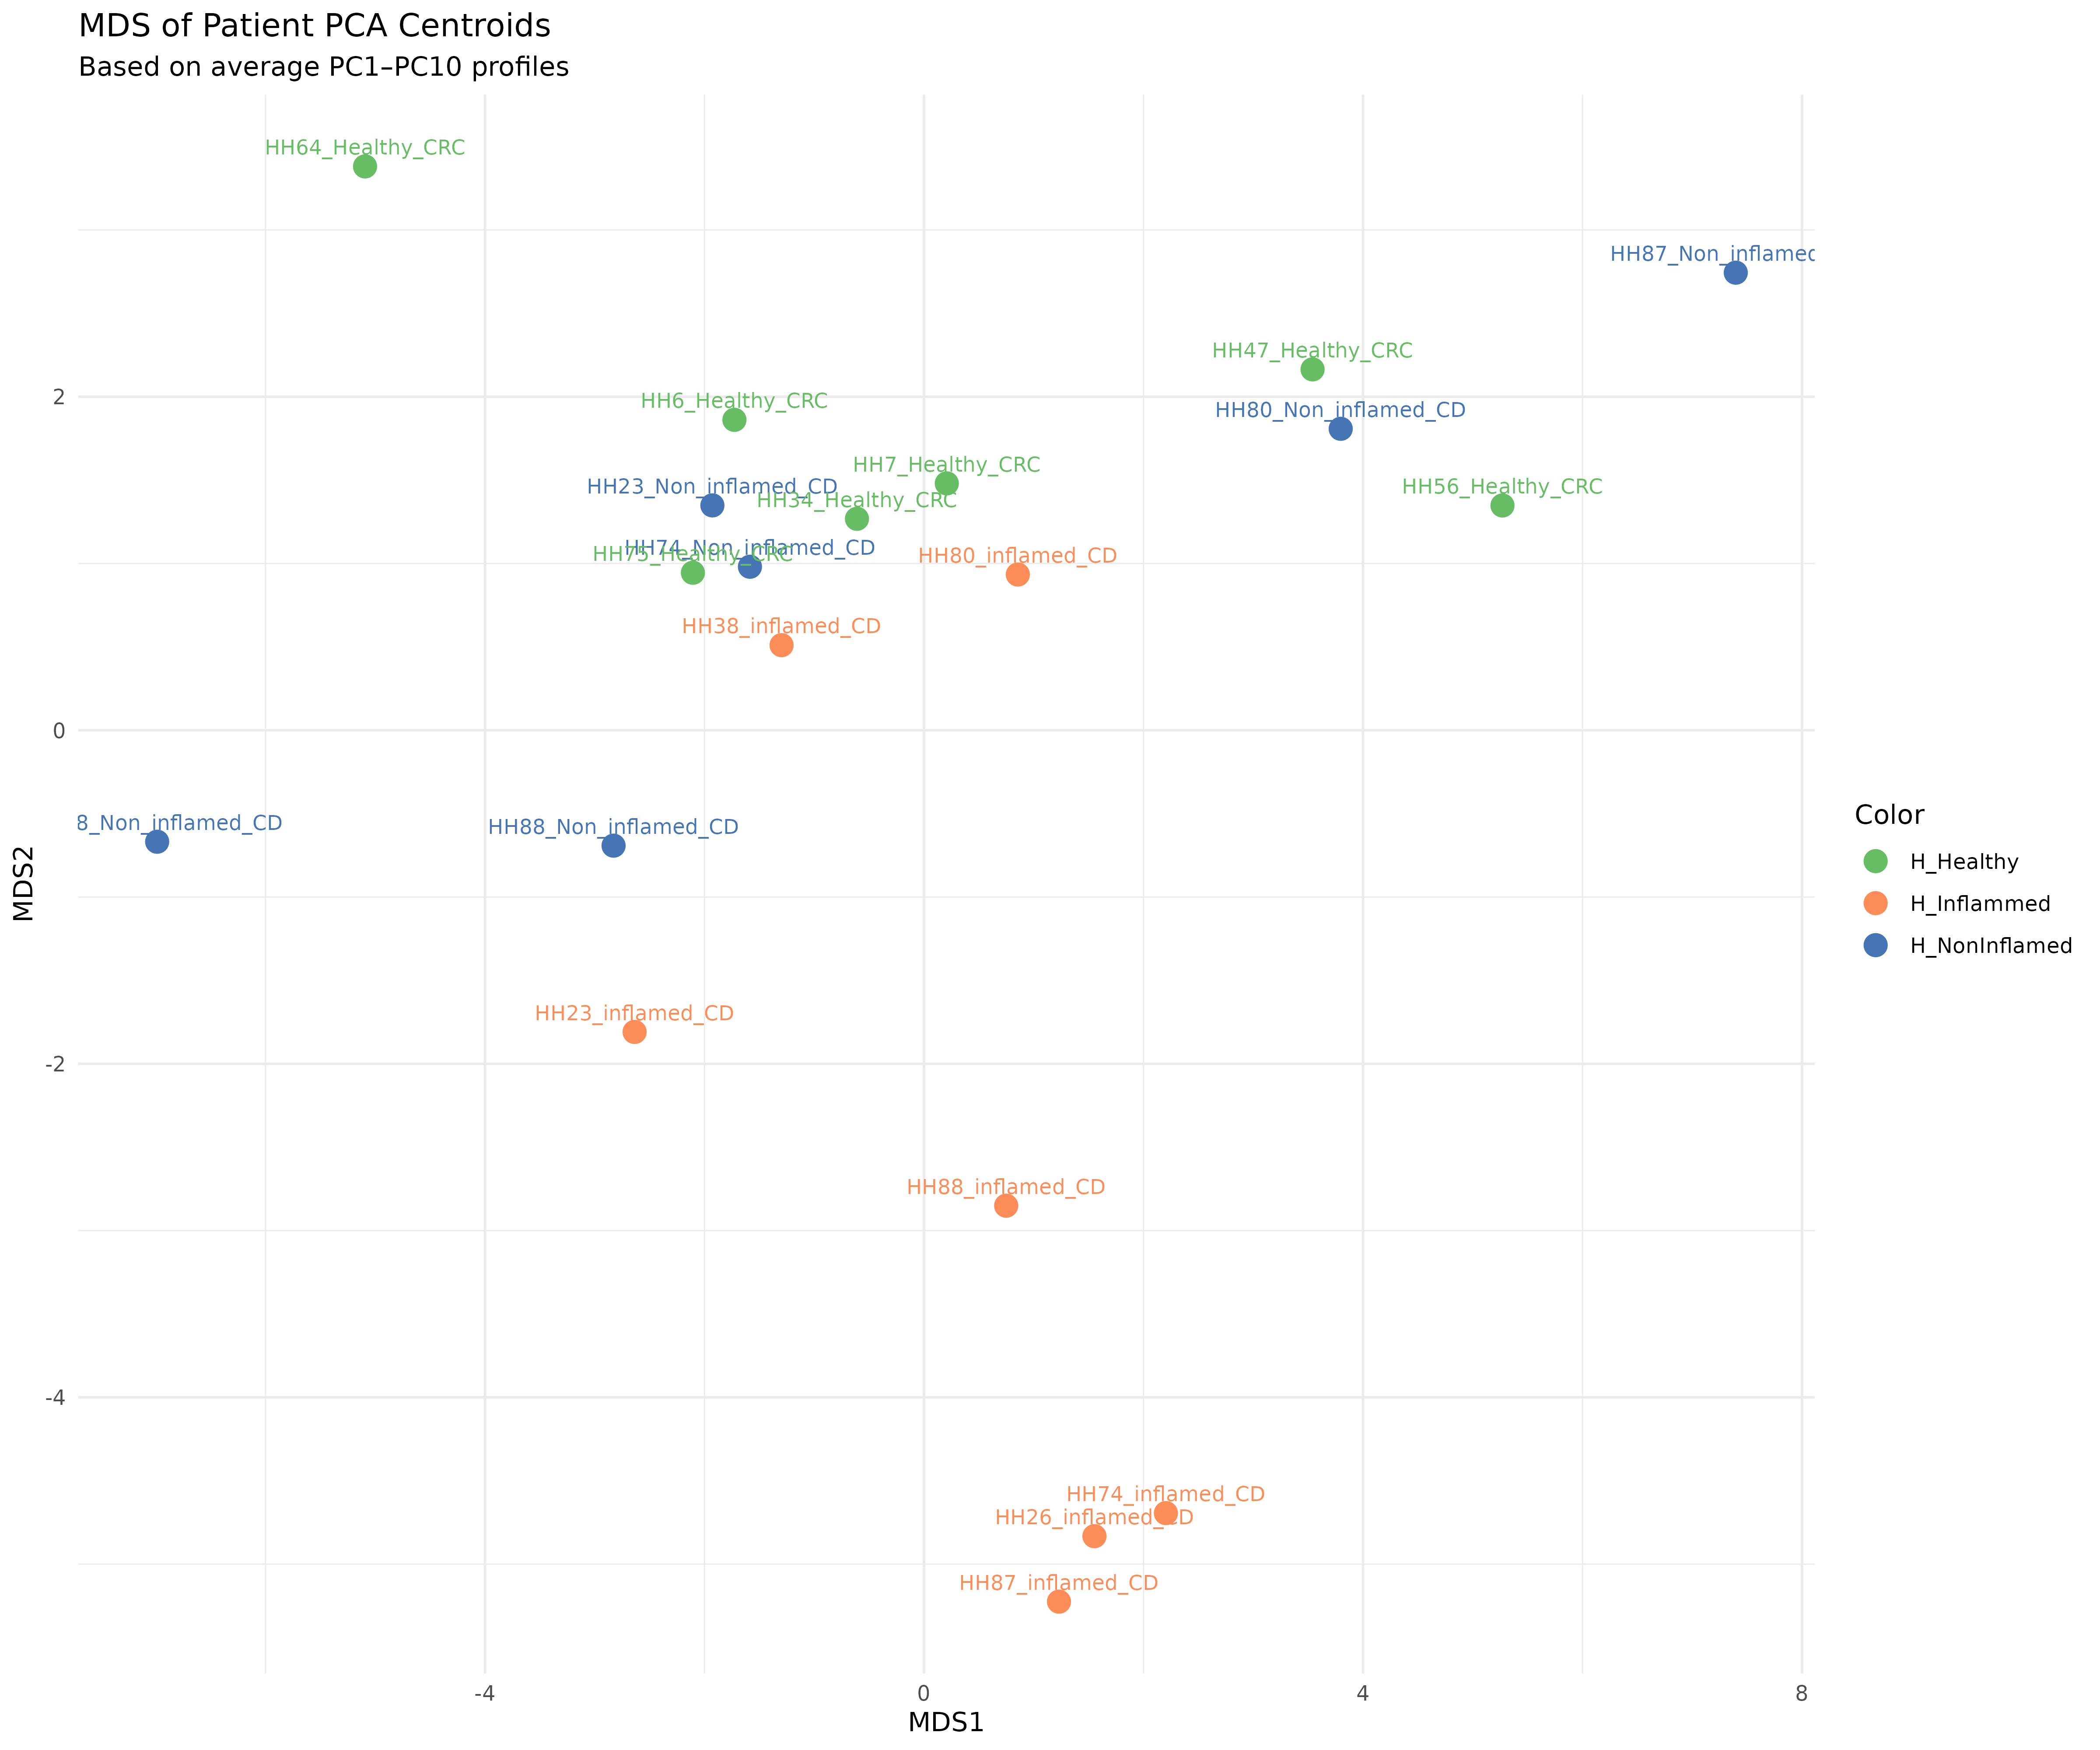 MDS of Patient PCA Centroids
Based on average PC1–PC10 profiles
HH64_Healthy_CRC
HH87_Non_inflamed
HH47_Healthy_CRC
HH6_Healthy_CRC
2
HH80_Non_inflamed_CD
HH7_Healthy_CRC
HH23_Non_inflamed_CD
HH56_Healthy_CRC
HH34_Healthy_CRC
HH74_Non_inflamed_CD
HH75_Healthy_CRC
HH80_inflamed_CD
HH38_inflamed_CD
0
8_Non_inflamed_CD
HH88_Non_inflamed_CD
Color
H_Healthy
H_Inflammed
H_NonInflamed
MDS2
HH23_inflamed_CD
-2
HH88_inflamed_CD
-4
HH74_inflamed_CD
HH26_inflamed_CD
HH87_inflamed_CD
-4 0 4 8
MDS1